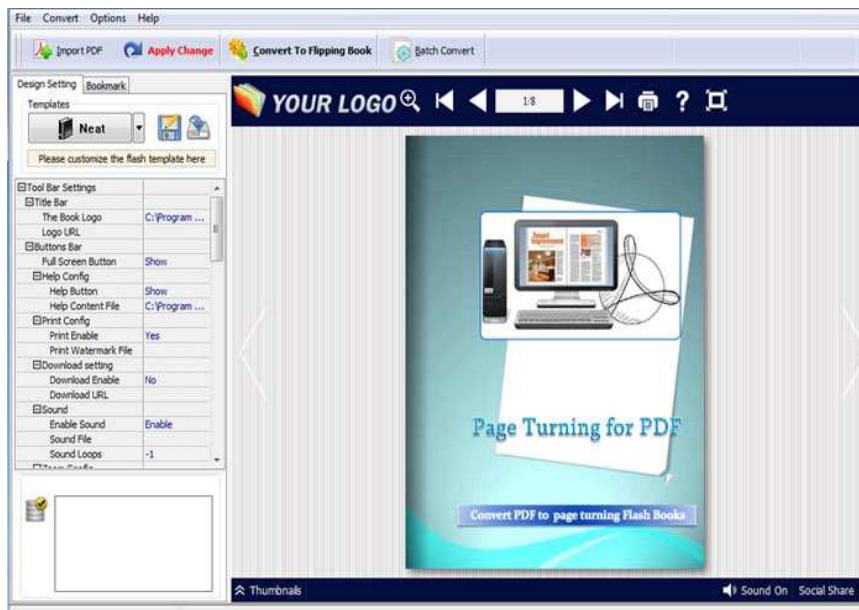 File Convert Options Help
Import PDF Apply Change Convert To Flipping Book Batch Convert
Design Setting Bookmark
Templates
Neat
Please customize the flash template here
Tool Bar Settings
Title Bar
The Book Logo C:\Program ...
Logo URL
Buttons Bar
Full Screen Button Show
Help Config
Help Button Show
Help Content File C:\Program ...
Print Config
Print Enable Yes
Print Watermark File
Download setting
Download Enable No
Download URL
Sound
Enable Sound Enable
Sound File
Sound Loops -1
YOUR LOGO 1/8 ?
Page Turning for PDF
Convert PDF to page turning Flash Books
Thumbnails Sound On Social Share